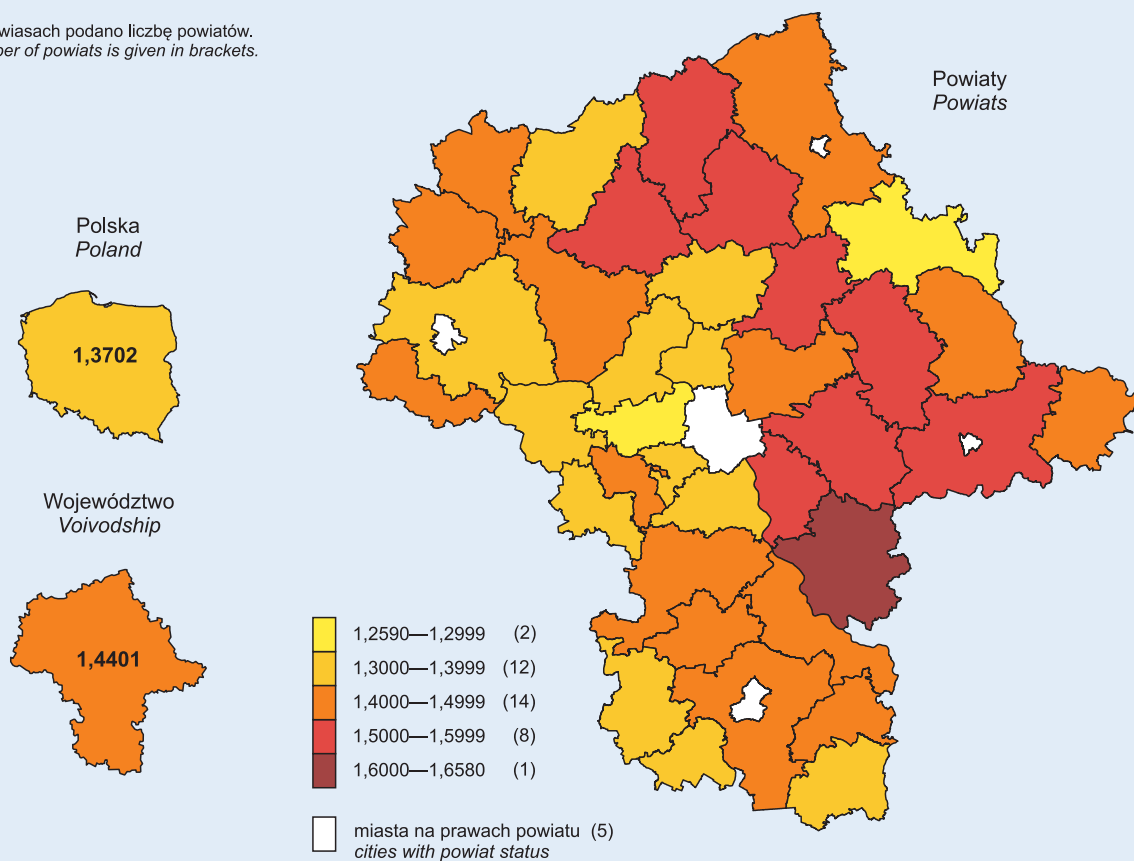 podano liczbę powiatów.
of powiats is given in brackets.
Powiaty
Powiats
Polska
Poland
1,3702
Województwo
Voivodship
1,4401
1,2590—1,2999 (2)
1,3000—1,3999 (12)
1,4000—1,4999 (14)
1,5000—1,5999 (8)
1,6000—1,6580 (1)
miasta na prawach powiatu (5)
cities with powiat status